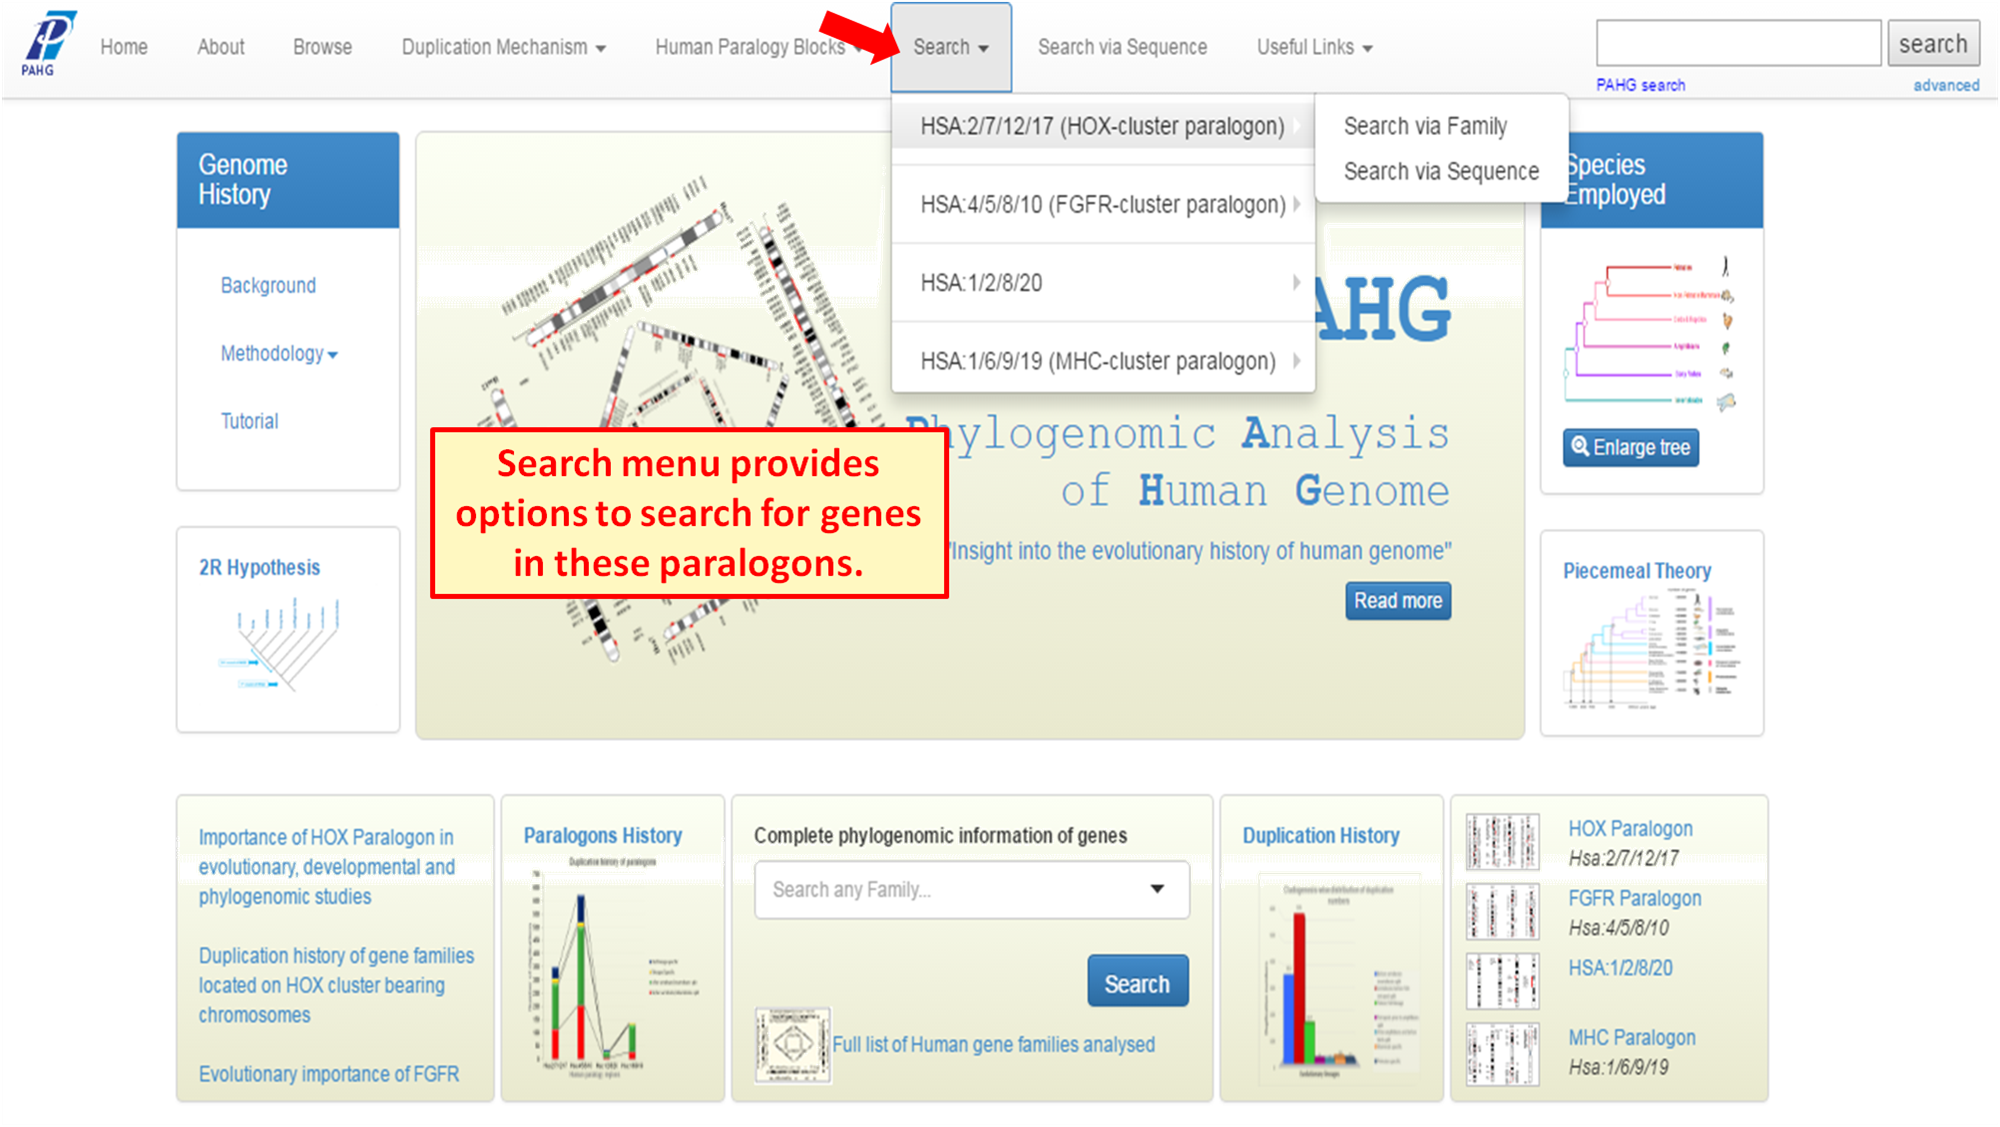 PAHG
Home
About
Browse
Duplication Mechanism
Human Paralogy Blocks
Search
Search via Sequence
Useful Links
search
PAHG search
advanced
HSA:2/7/12/17 (HOX-cluster paralogon)
HSA:4/5/8/10 (FGFR-cluster paralogon)
HSA:1/2/8/20
HSA:1/6/9/19 (MHC-cluster paralogon)
Search via Family
Search via Sequence
Genome
History
Background
Methodology
Tutorial
2R Hypothesis
AHG
Phylogenomic Analysis
of Human Genome
"Insight into the evolutionary history of human genome"
Read more
Search menu provides
options to search for genes
in these paralogons.
Species
Employed
Enlarge tree
Piecemeal Theory
Importance of HOX Paralogon in
evolutionary, developmental and
phylogenomic studies
Duplication history of gene families
located on HOX cluster bearing
chromosomes
Evolutionary importance of FGFR
Paralogons History
Duplication history of paralogons
Complete phylogenomic information of genes
Search any Family...
Search
Full list of Human gene families analysed
Duplication History
HOX Paralogon
Hsa:2/7/12/17
FGFR Paralogon
Hsa:4/5/8/10
HSA:1/2/8/20
MHC Paralogon
Hsa:1/6/9/19